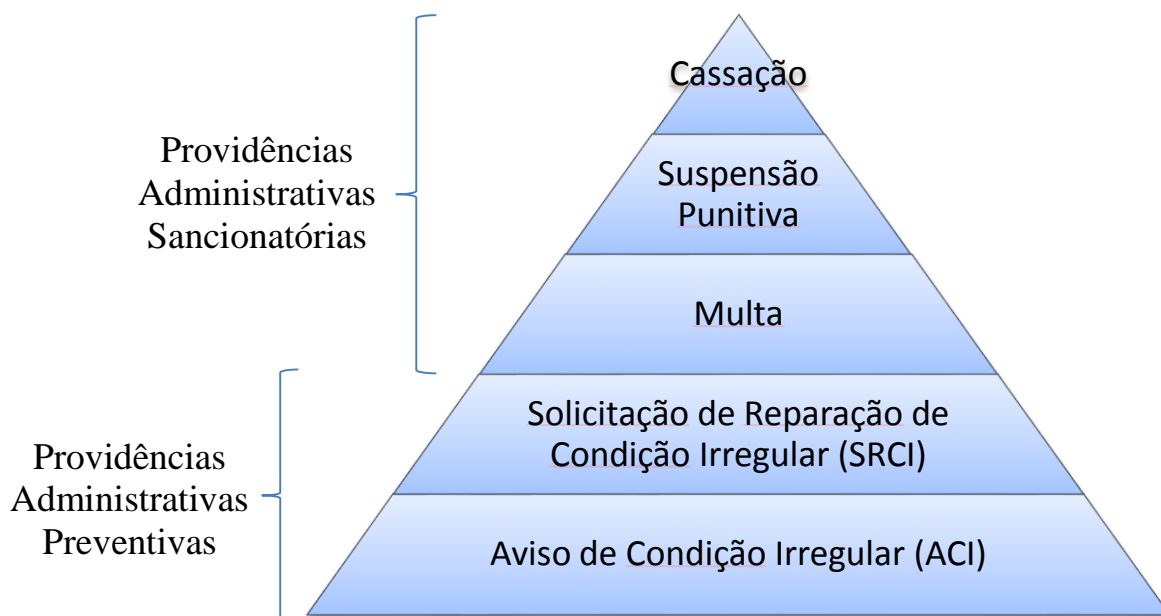 Cassação
Providências
Administrativas
Sancionatórias
Suspensão
Punitiva
Multa
Providências
Administrativas
Preventivas
Solicitação de Reparação de
Condição Irregular (SRCI)
Aviso de Condição Irregular (ACI)